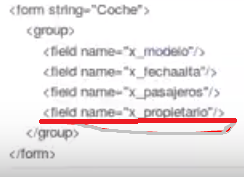 <form string="Coche">
<group>
<field name="x_modelo"/>
<field name="x_fechaalta"/>
<field name="x_pasajeros"/>
<field name="x_propietario"/>
</group>
</form>